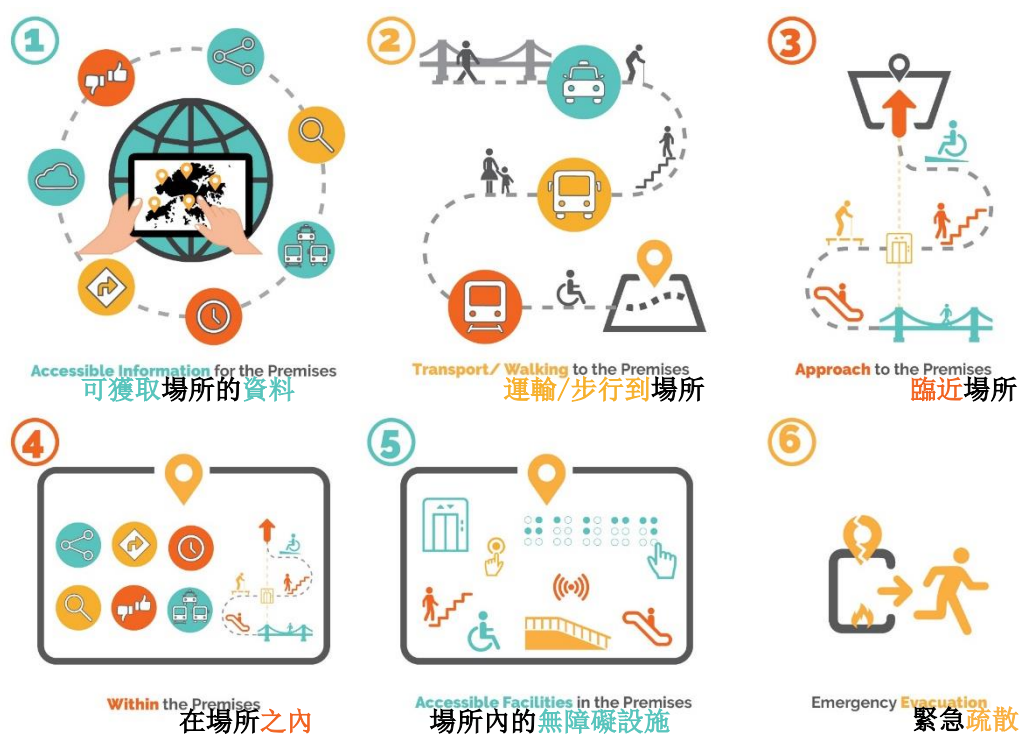 1
2
3
Accessible Information for the Premises
可獲取場所的資料
Transport/ Walking to the Premises
運輸/步行到場所
Approach to the Premises
臨近場所
4
5
6
Within the Premises
在場所之內
Accessible Facilities in the Premises
場所內的無障礙設施
Emergency Evacuation
緊急疏散